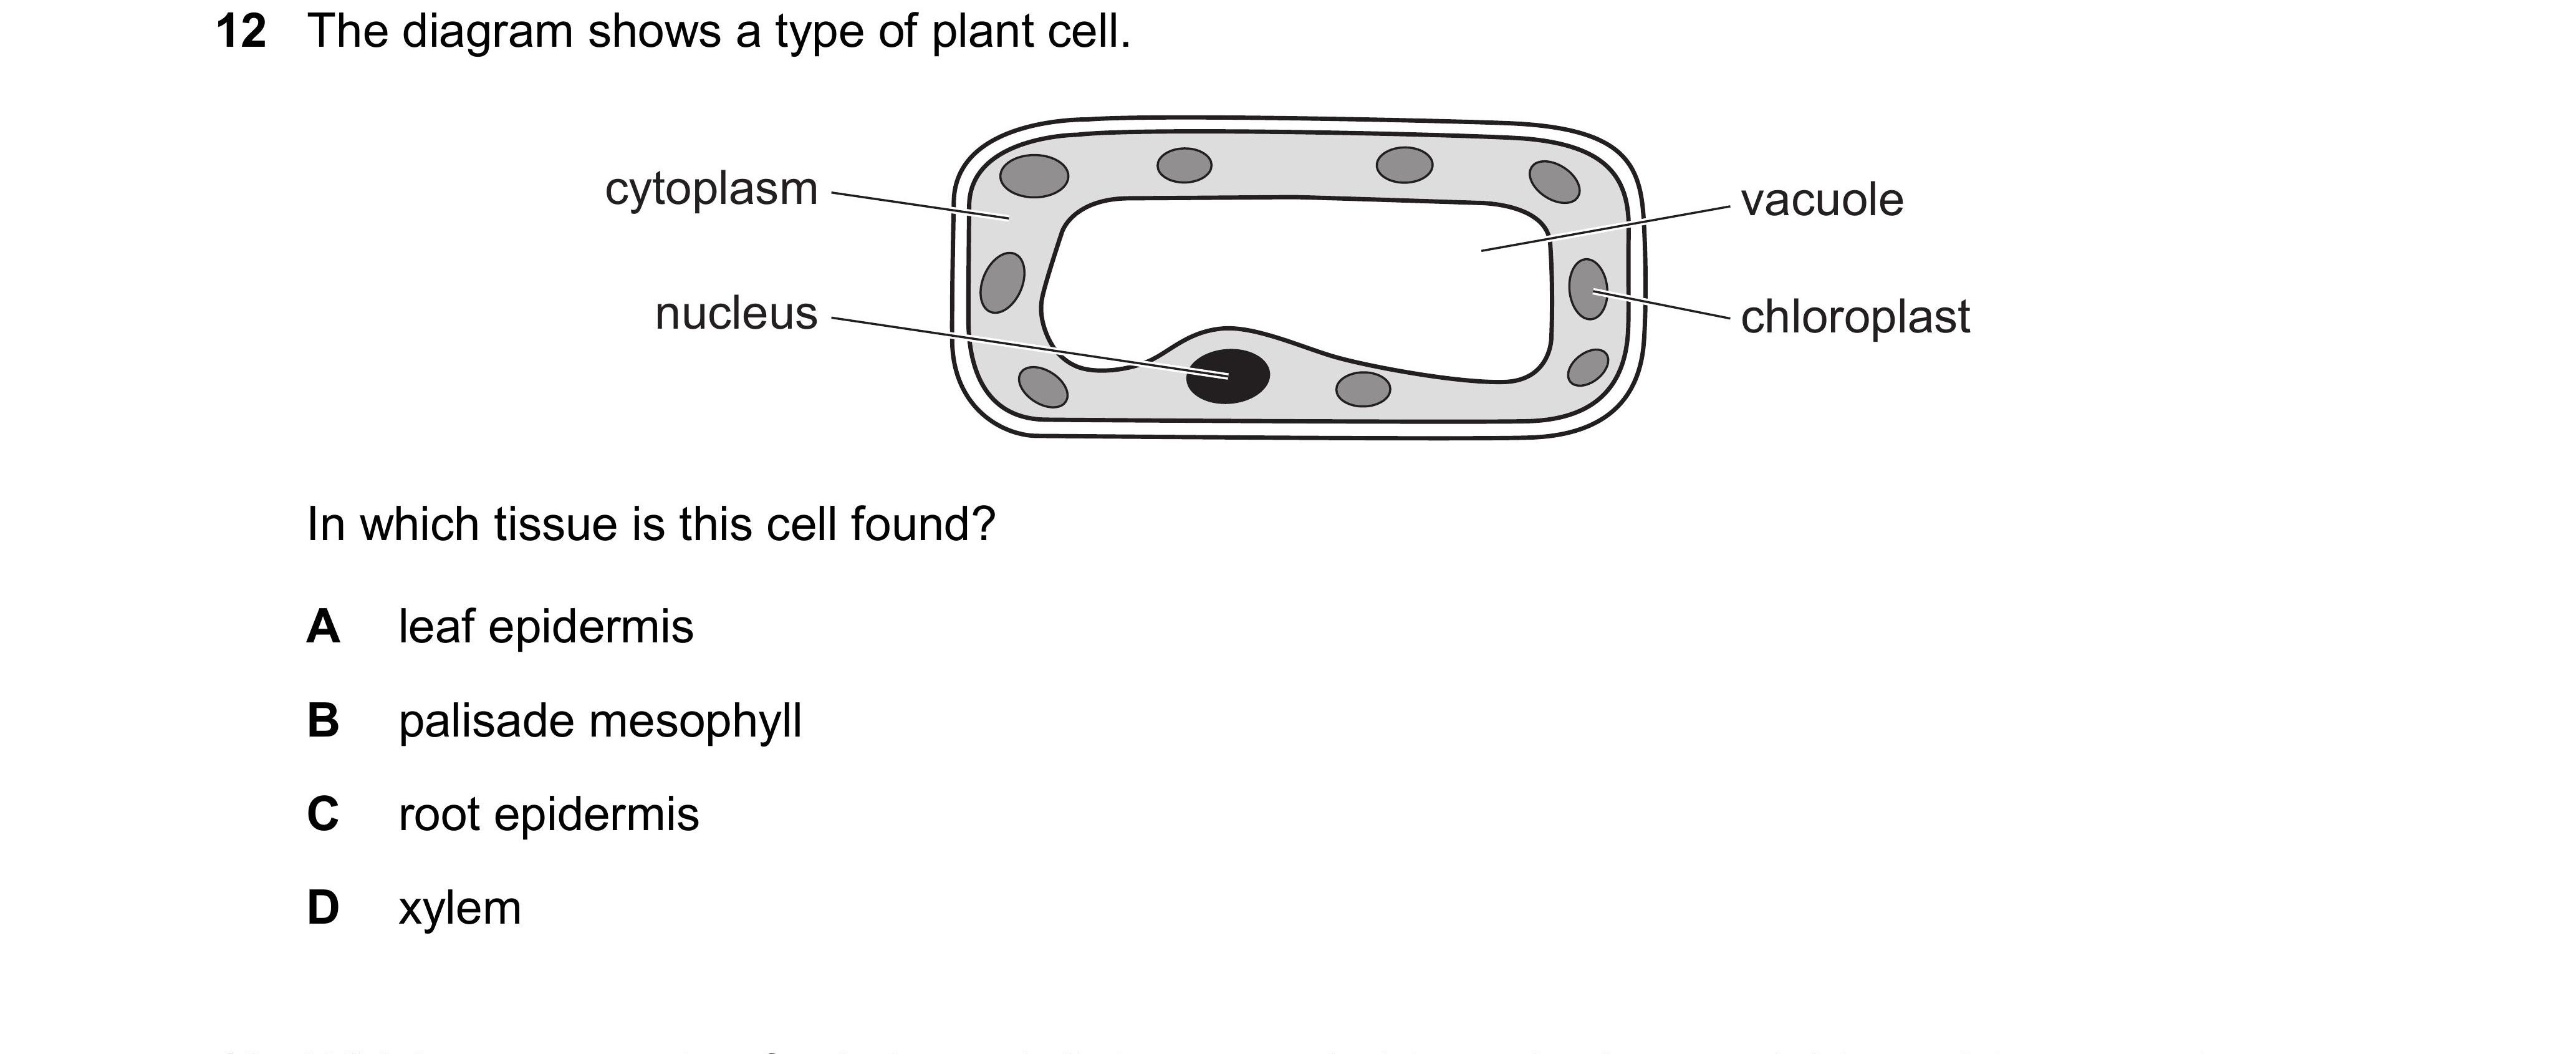 12 The diagram shows a type of plant cell.
cytoplasm
vacuole
nucleus
chloroplast
In which tissue is this cell found?
A leaf epidermis
B palisade mesophyll
C root epidermis
D xylem